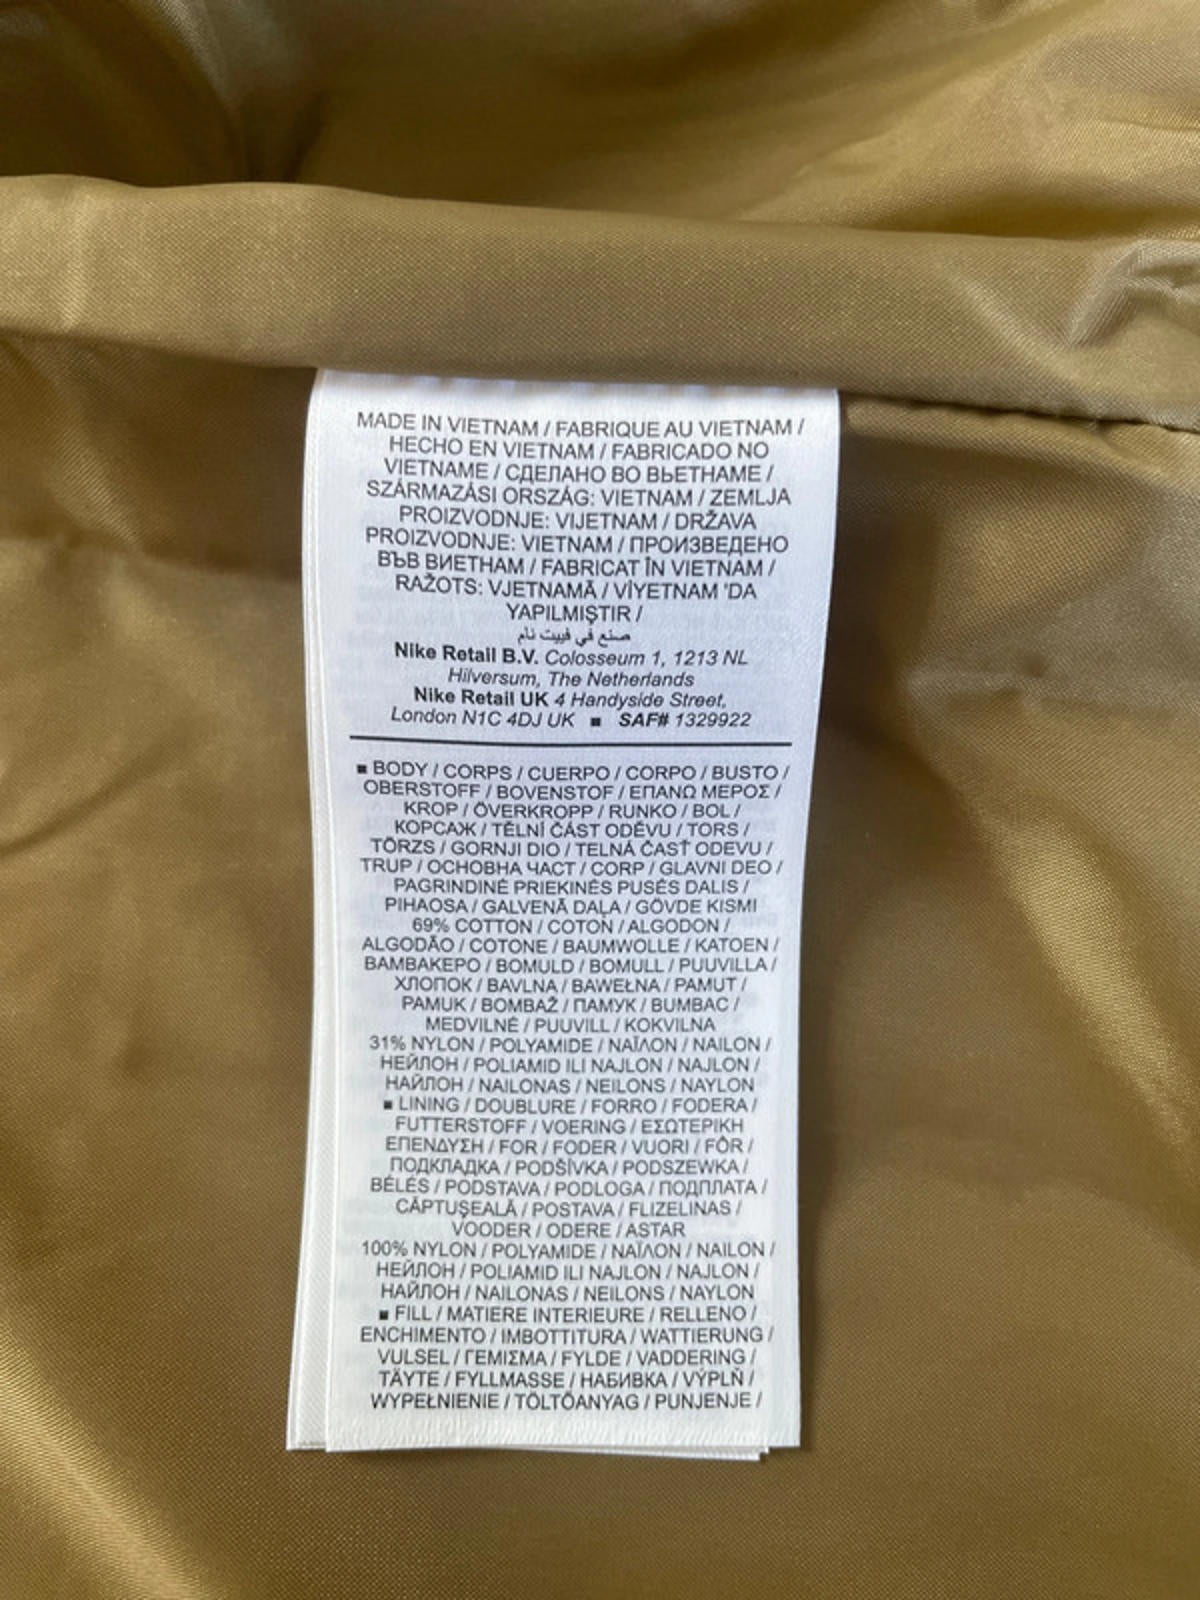 MADE IN VIETNAM / FABRIQUE AU VIETNAM /
HECHO EN VIETNAM / FABRICADO NO
VIETNAME / СДЕЛАНО ВО ВЬЕТНАМЕ /
SZÁRMAZÁSI ORSZÁG: VIETNAM / ZEMLJA
PROIZVODNJE: VIJETNAM / DRŽAVA
PROIZVODNJE: VIETNAM / ПРОИЗВЕДЕНО
ВЪВ ВИЕТНАМ / FABRICAT ÎN VIETNAM /
RAŽOTS: VJETNAMĀ / VİYETNAM 'DA
YAPILMIŞTIR /
صنع في فييت نام
Nike Retail B.V. Colosseum 1, 1213 NL
Hilversum, The Netherlands
Nike Retail UK 4 Handyside Street,
London N1C 4DJ UK ■ SAF# 1329922
■ BODY / CORPS / CUERPO / CORPO / BUSTO /
OBERSTOFF / BOVENSTOF / ΕΠΑΝΩ ΜΕΡΟΣ /
KROP / ÖVERKROPP / RUNKO / BOL /
КОРСАЖ / TĚLNÍ ČÁST ODĚVU / TORS /
TÖRZS / GORNJI DIO / TELNÁ ČASŤ ODEVU /
TRUP / ОСНОВНА ЧАСТ / CORP / GLAVNI DEO /
PAGRINDINĖ PRIEKINĖS PUSĖS DALIS /
PIHAOSA / GALVENĀ DAĻA / GÖVDE KISMI
69% COTTON / COTON / ALGODON /
ALGODÃO / COTONE / BAUMWOLLE / KATOEN /
ΒΑΜΒΑΚΕΡΟ / BOMULD / BOMULL / PUUVILLA /
ХЛОПОК / BAVLNA / BAWEŁNA / PAMUT /
PAMUK / BOMBAŽ / ПАМУК / BUMBAC /
MEDVILNĖ / PUUVILL / KOKVILNA
31% NYLON / POLYAMIDE / ΝΑΪΛΟΝ / NAILON /
НЕЙЛОН / POLIAMID ILI NAJLON / NAJLON /
НАЙЛОН / NAILONAS / NEILONS / NAYLON
■ LINING / DOUBLURE / FORRO / FODERA /
FUTTERSTOFF / VOERING / ΕΣΩΤΕΡΙΚΗ
ΕΠΕΝΔΥΣΗ / FOR / FODER / VUORI / FÔR /
ПОДКЛАДКА / PODŠÍVKA / PODSZEWKA /
BÉLÉS / PODSTAVA / PODLOGA / ПОДПЛАТА /
CĂPTUŞEALĂ / POSTAVA / FLIZELINAS /
VOODER / ODERE / ASTAR
100% NYLON / POLYAMIDE / ΝΑΪΛΟΝ / NAILON /
НЕЙЛОН / POLIAMID ILI NAJLON / NAJLON /
НАЙЛОН / NAILONAS / NEILONS / NAYLON
■ FILL / MATIERE INTERIEURE / RELLENO /
ENCHIMENTO / IMBOTTITURA / WATTIERUNG /
VULSEL / ΓΕΜΙΣΜΑ / FYLDE / VADDERING /
TÄYTE / FYLLMASSE / НАБИВКА / VÝPLŇ /
WYPEŁNIENIE / TÖLTŐANYAG / PUNJENJE /